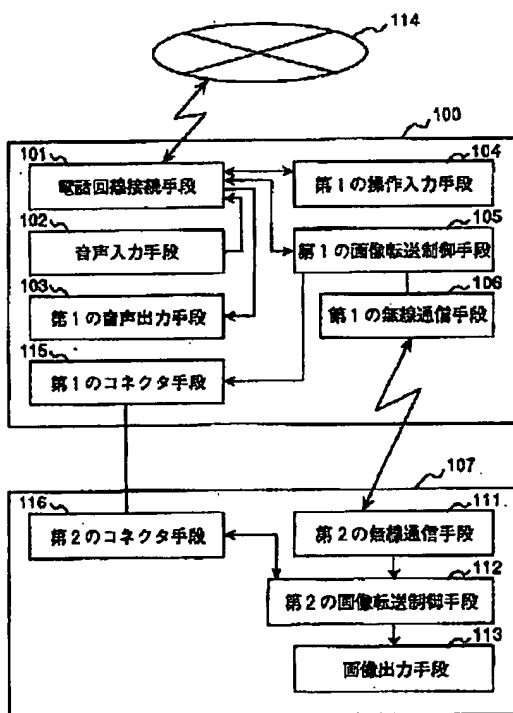 114
100
101
電話回線接続手段
104
第1の操作入力手段
102
音声入力手段
105
第1の画像転送制御手段
103
第1の音声出力手段
106
第1の無線通信手段
115
第1のコネクタ手段
107
116
第2のコネクタ手段
111
第2の無線通信手段
112
第2の画像転送制御手段
113
画像出力手段